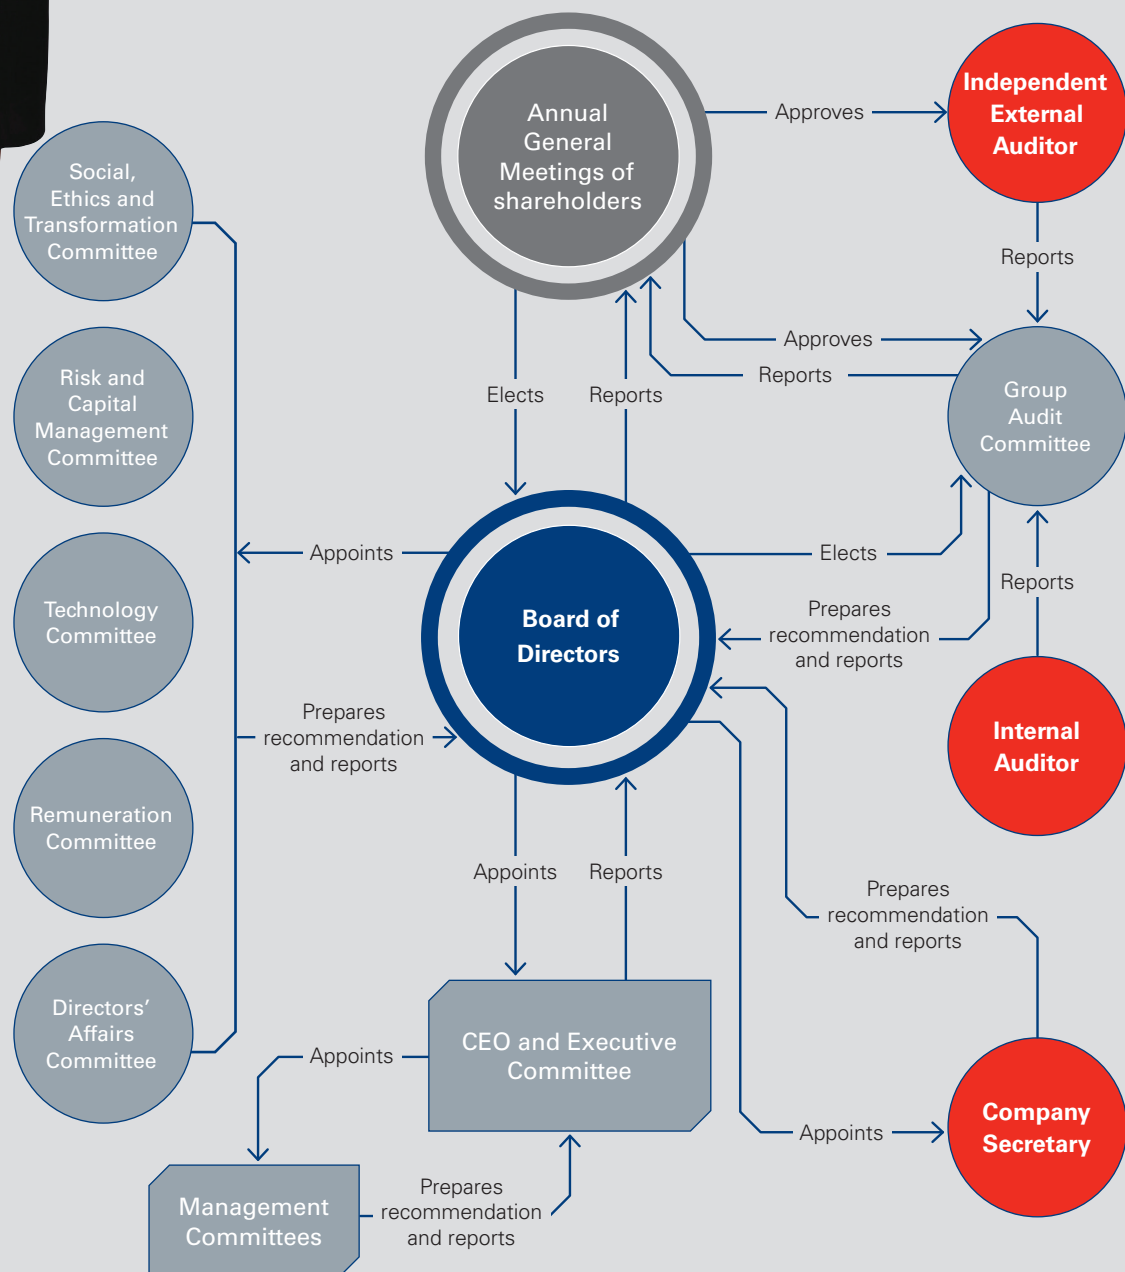 Annual
General
Meetings of
shareholders
Approves
Independent
External
Auditor
Social,
Ethics and
Transformation
Committee
Reports
Approves
Reports
Risk and
Capital
Management
Committee
Elects
Reports
Group
Audit
Committee
Appoints
Elects
Reports
Technology
Committee
Board of
Directors
Prepares
recommendation
and reports
Prepares
recommendation
and reports
Internal
Auditor
Remuneration
Committee
Appoints
Reports
Prepares
recommendation
and reports
Directors’
Affairs
Committee
Appoints
CEO and Executive
Committee
Appoints
Company
Secretary
Management
Committees
Prepares
recommendation
and reports